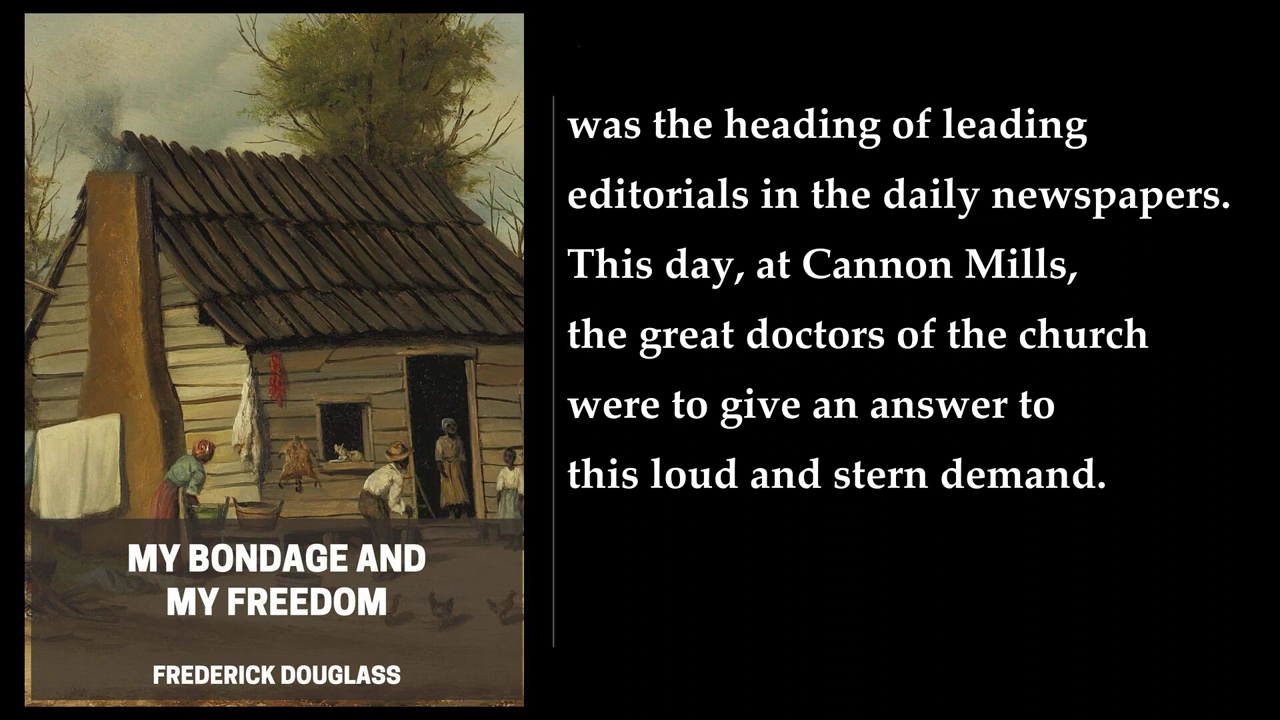 MY BONDAGE AND
MY FREEDOM
FREDERICK DOUGLASS
was the heading of leading
editorials in the daily newspapers.
This day, at Cannon Mills,
the great doctors of the church
were to give an answer to
this loud and stern demand.